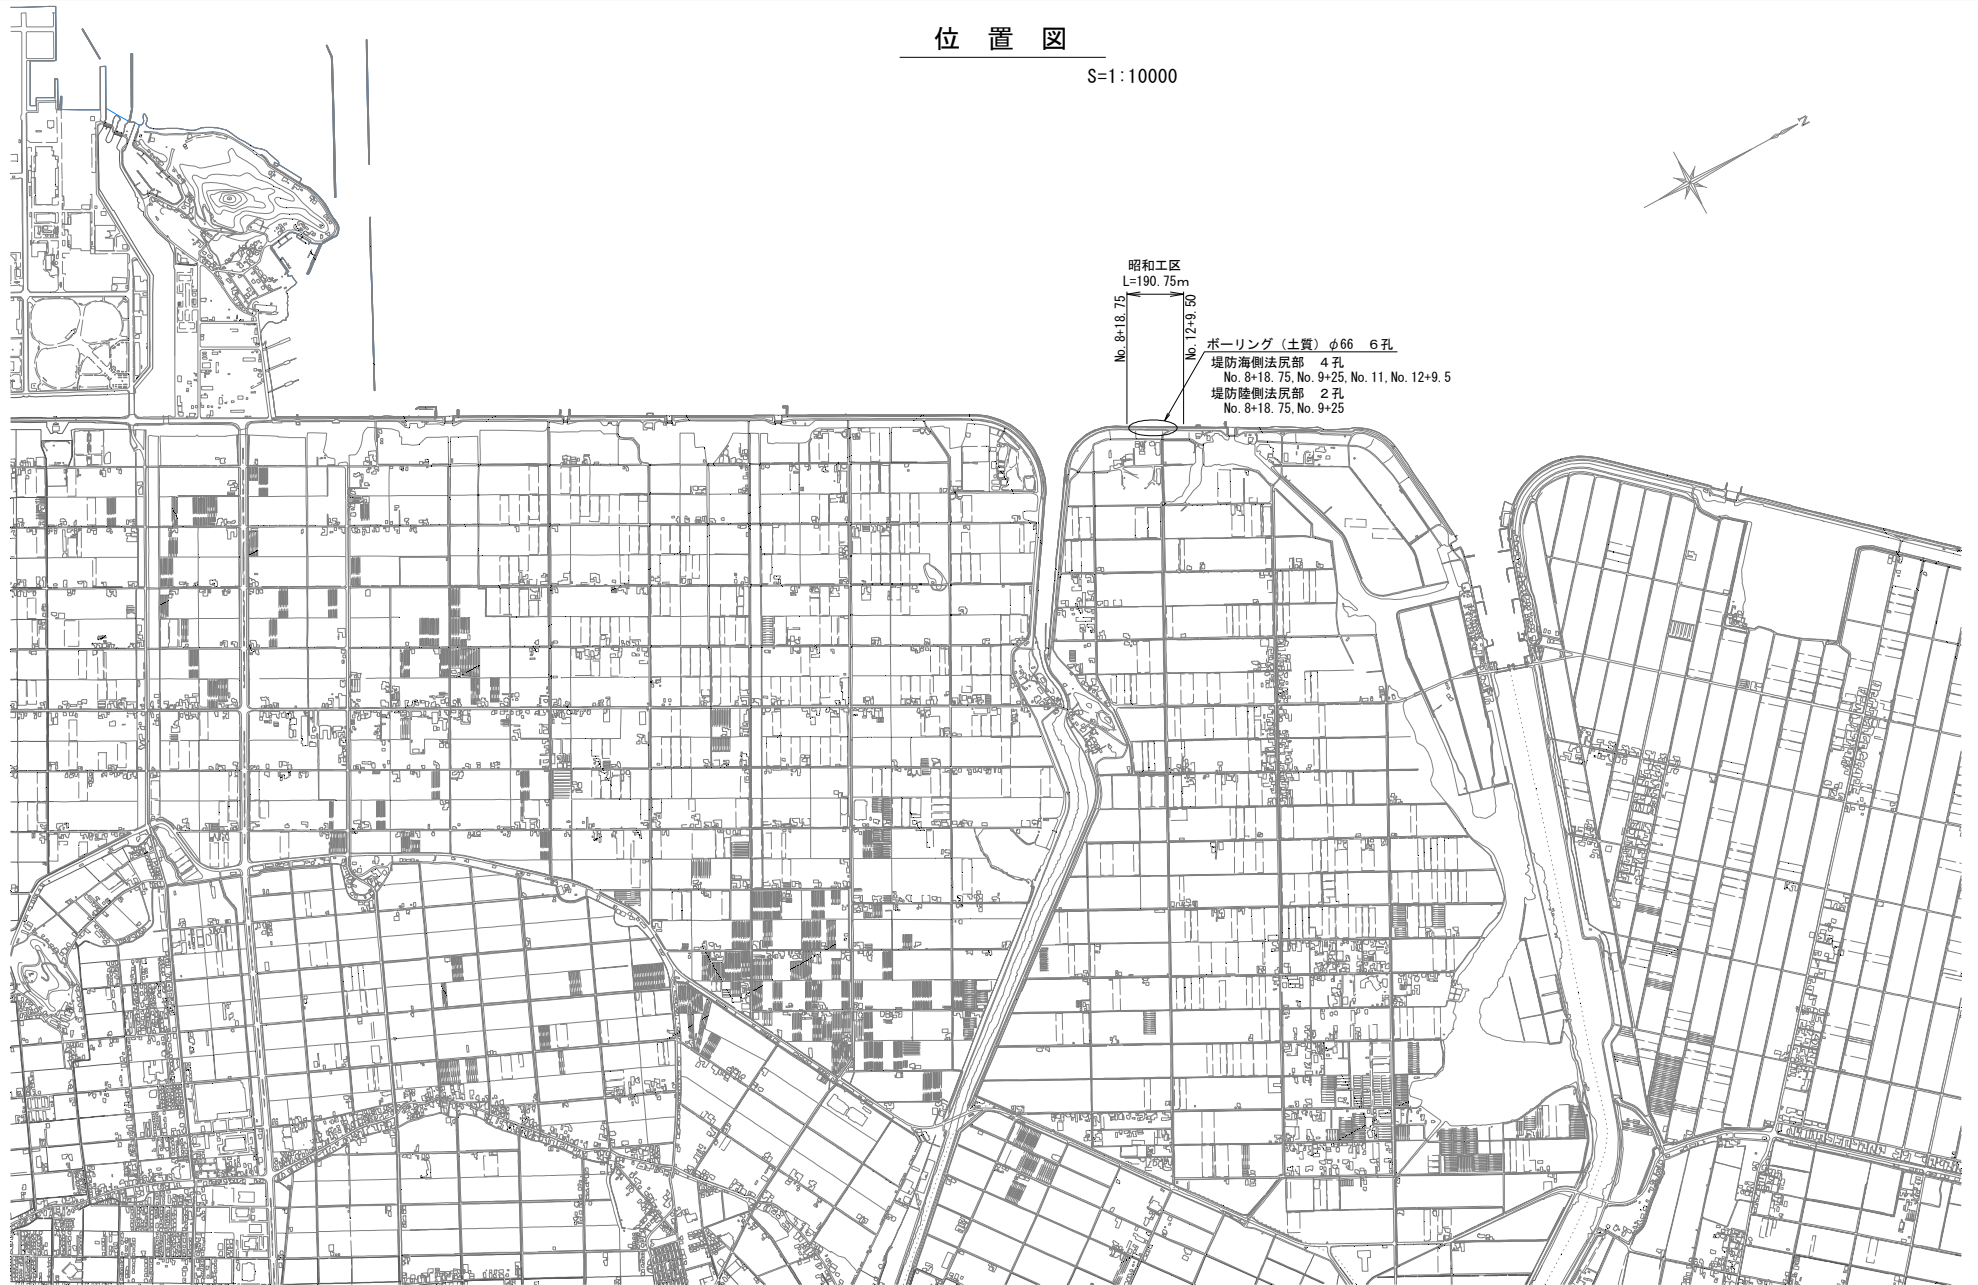 位 置 図
S=1:10000
N
昭和工区
L=190.75m
No.8+18.75
No.12+9.50
ボーリング（土質）φ66 6孔
堤防海側法尻部 4孔
No.8+18.75,No.9+25,No.11,No.12+9.5
堤防陸側法尻部 2孔
No.8+18.75,No.9+25